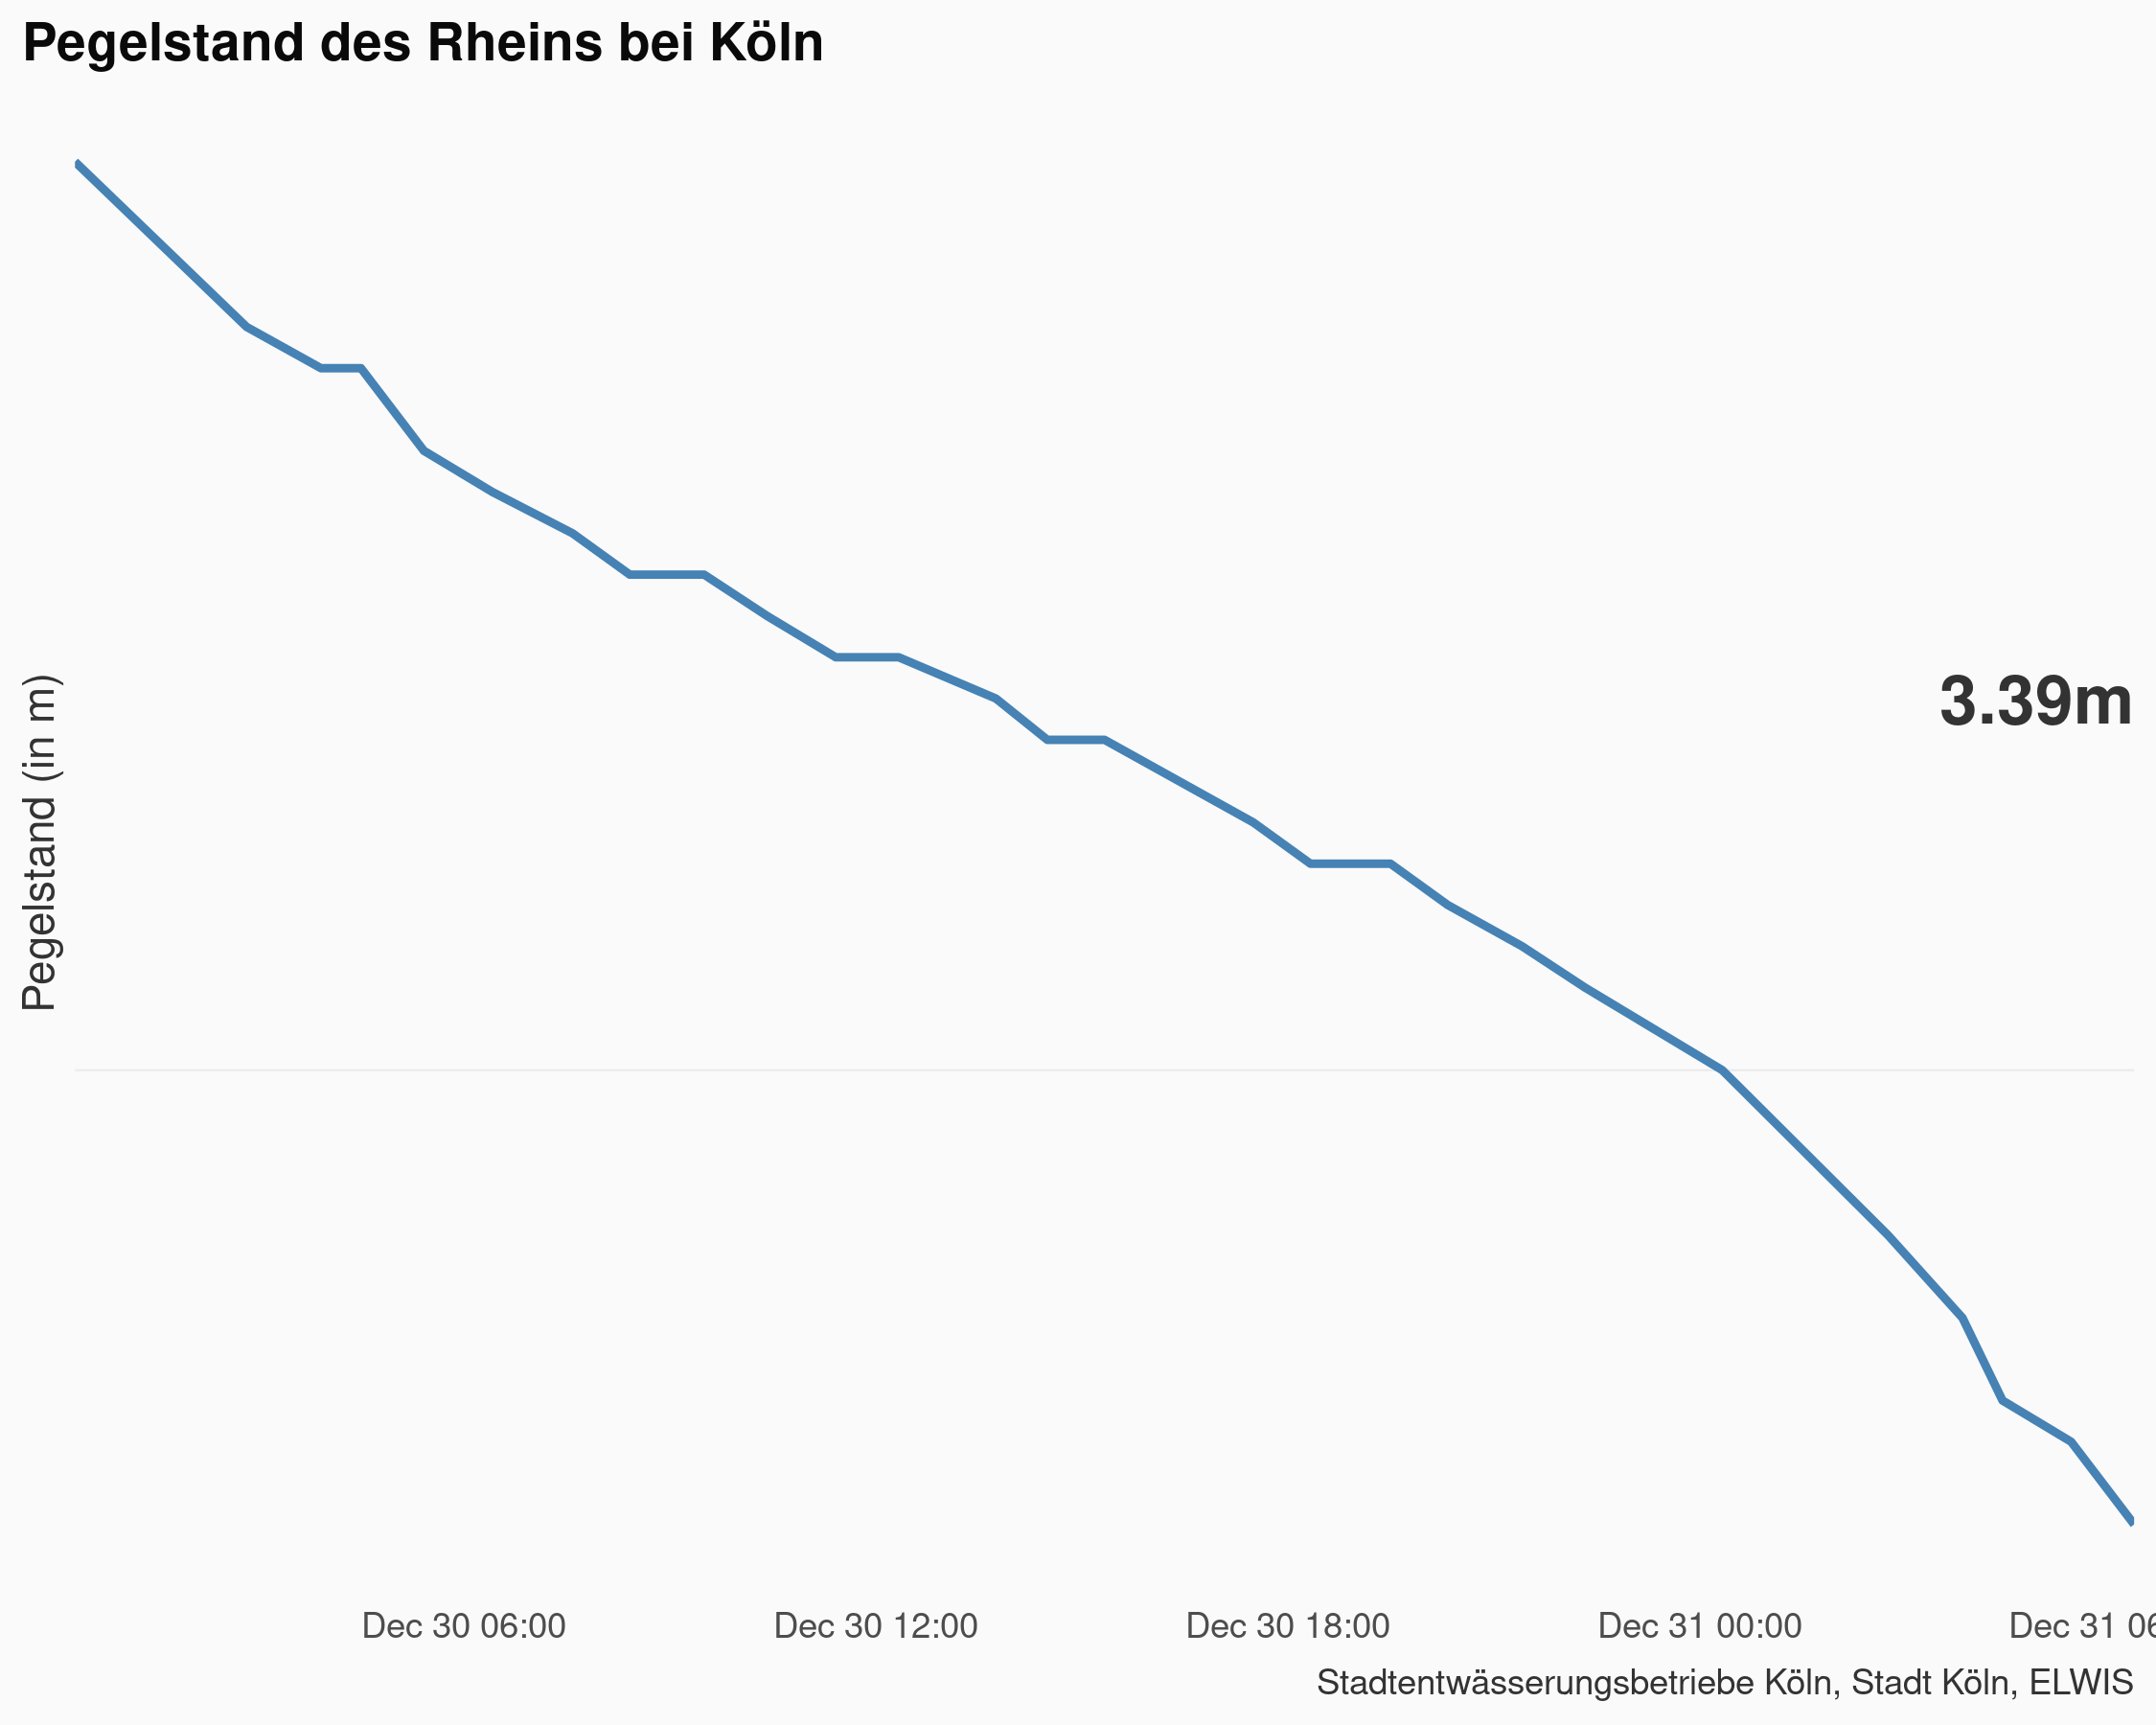 Pegelstand des Rheins bei Köln
Pegelstand (in m)
3.39m
Dec 30 06:00
Dec 30 12:00
Dec 30 18:00
Dec 31 00:00
Dec 31 06
Stadtentwässerungsbetriebe Köln, Stadt Köln, ELWIS